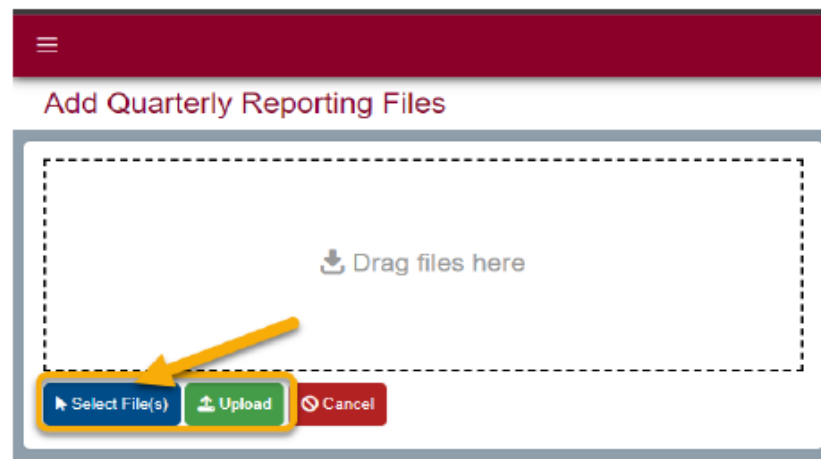 Add Quarterly Reporting Files
Drag files here
Select File(s) Upload Cancel